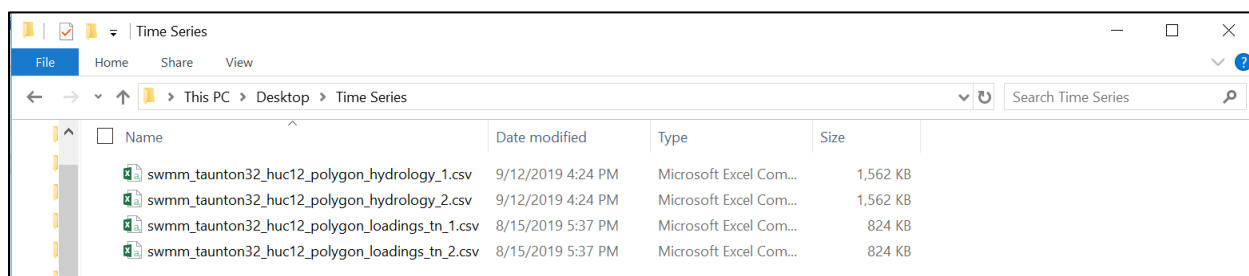 Time Series
File Home Share View
This PC > Desktop > Time Series Search Time Series
Name Date modified Type Size
swmm_taunton32_huc12_polygon_hydrology_1.csv 9/12/2019 4:24 PM Microsoft Excel Com... 1,562 KB
swmm_taunton32_huc12_polygon_hydrology_2.csv 9/12/2019 4:24 PM Microsoft Excel Com... 1,562 KB
swmm_taunton32_huc12_polygon_loadings_tn_1.csv 8/15/2019 5:37 PM Microsoft Excel Com... 824 KB
swmm_taunton32_huc12_polygon_loadings_tn_2.csv 8/15/2019 5:37 PM Microsoft Excel Com... 824 KB